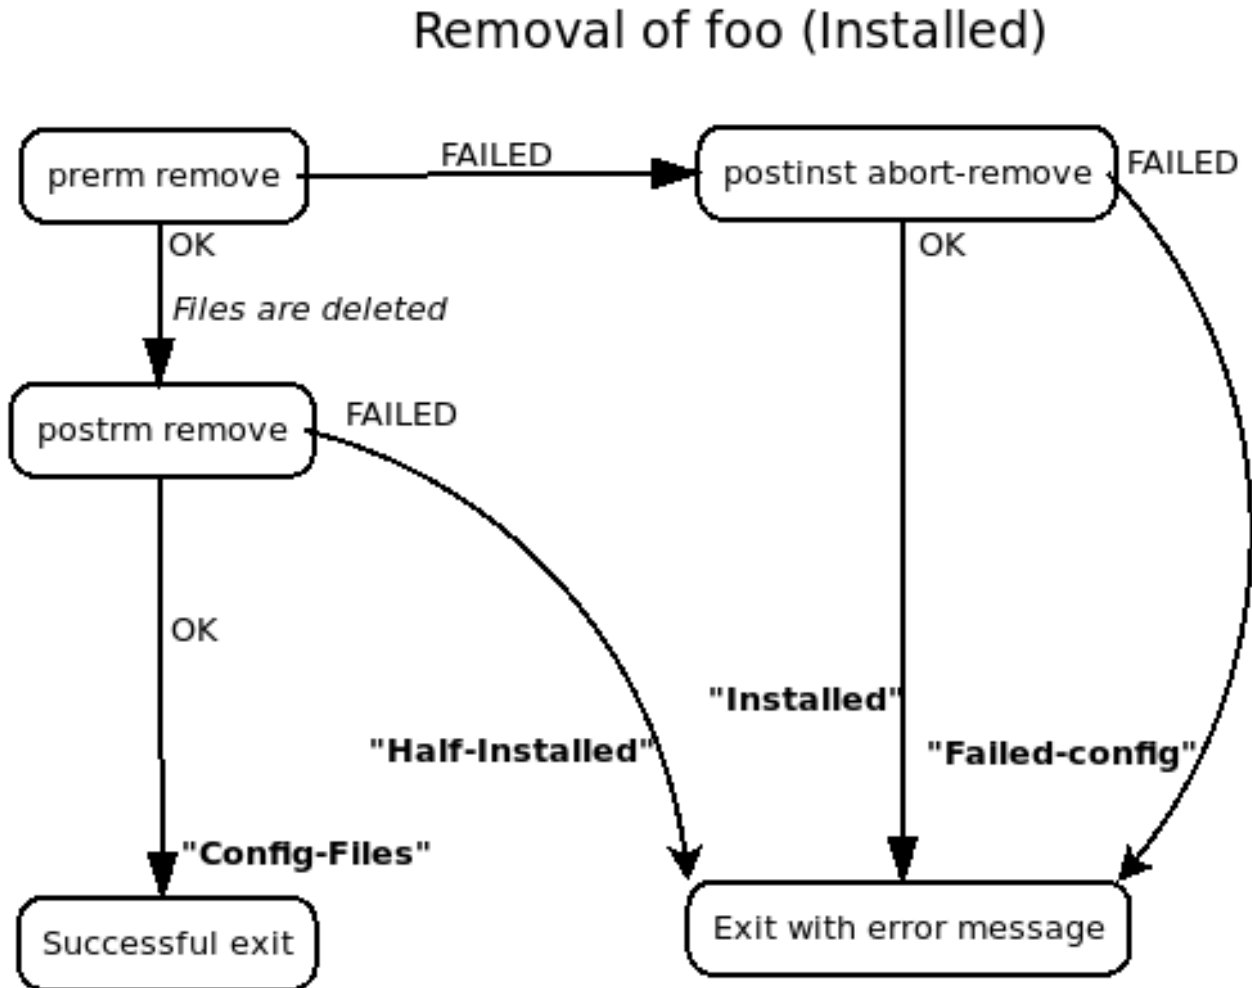 Removal of foo (Installed)
prerm remove
FAILED
postinst abort-remove
FAILED
OK
OK
Files are deleted
postrm remove
FAILED
OK
"Installed"
"Half-Installed"
"Failed-config"
"Config-Files"
Successful exit
Exit with error message